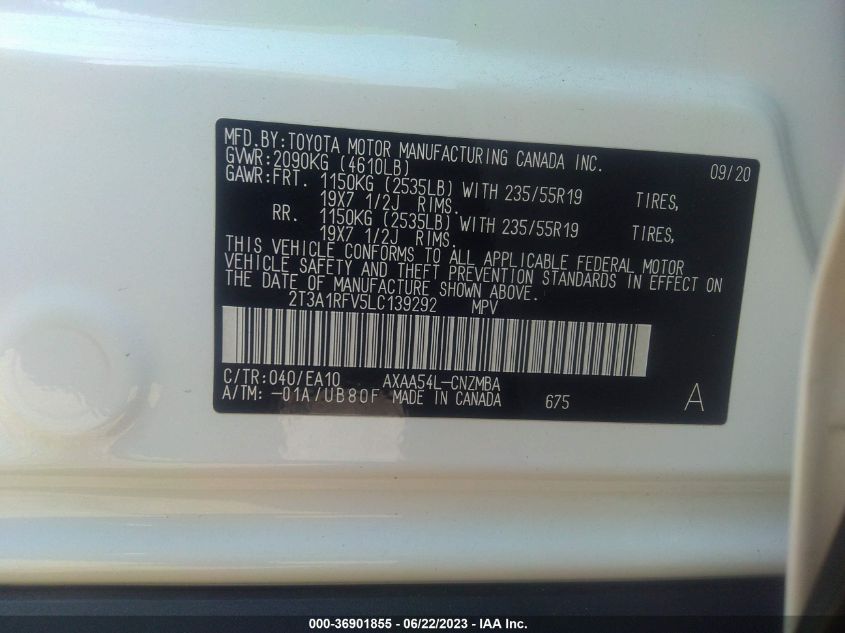 MFD.BY:TOYOTA MOTOR MANUFACTURING CANADA INC. 09/20
GVWR:2090KG (4610LB)
GAWR:FRT. 1150KG (2535LB) WITH 235/55R19 TIRES,
19X7 1/2J RIMS.
RR. 1150KG (2535LB) WITH 235/55R19 TIRES,
19X7 1/2J RIMS.
THIS VEHICLE CONFORMS TO ALL APPLICABLE FEDERAL MOTOR
VEHICLE SAFETY AND THEFT PREVENTION STANDARDS IN EFFECT ON
THE DATE OF MANUFACTURE SHOWN ABOVE.
2T3A1RFV5LC139292 MPV
C/TR:040/EA10 AXAA54L-CNZMBA
A/TM:-01A/UB80F MADE IN CANADA 675 A
000-36901855 - 06/22/2023 - IAA Inc.